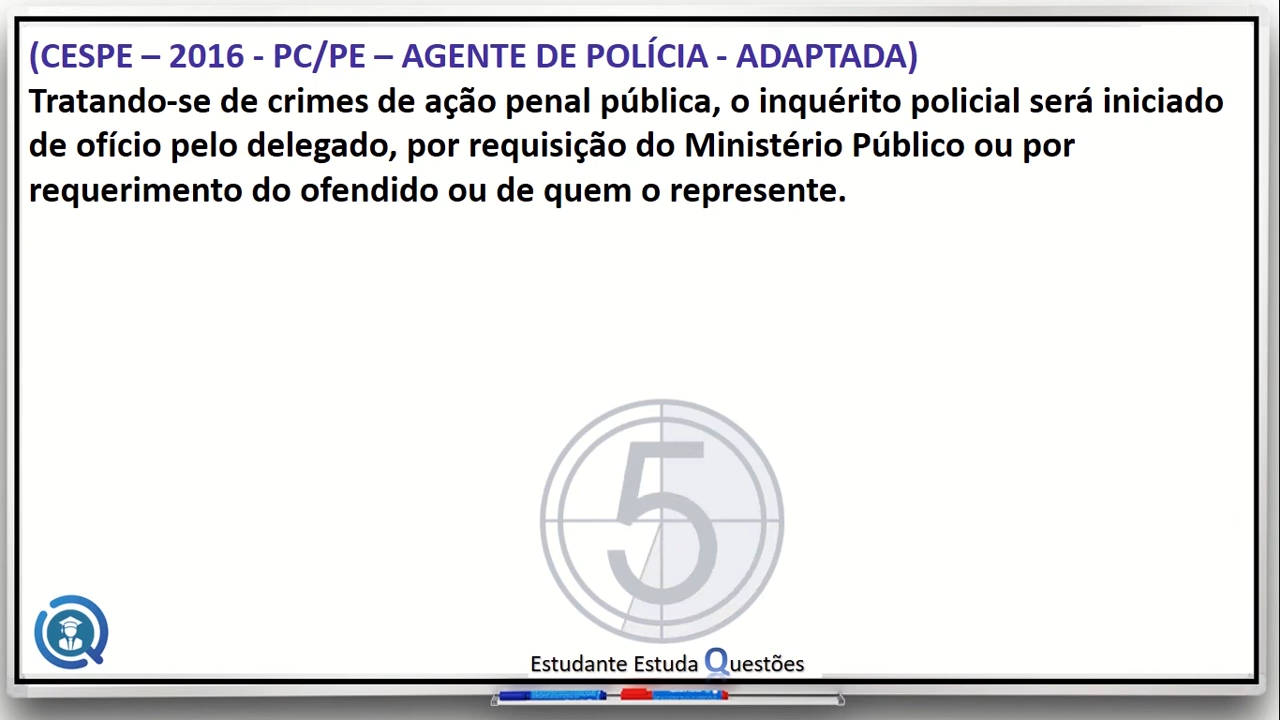 (CESPE – 2016 - PC/PE – AGENTE DE POLÍCIA - ADAPTADA)
Tratando-se de crimes de ação penal pública, o inquérito policial será iniciado
de ofício pelo delegado, por requisição do Ministério Público ou por
requerimento do ofendido ou de quem o represente.
5
Estudante Estuda Questões